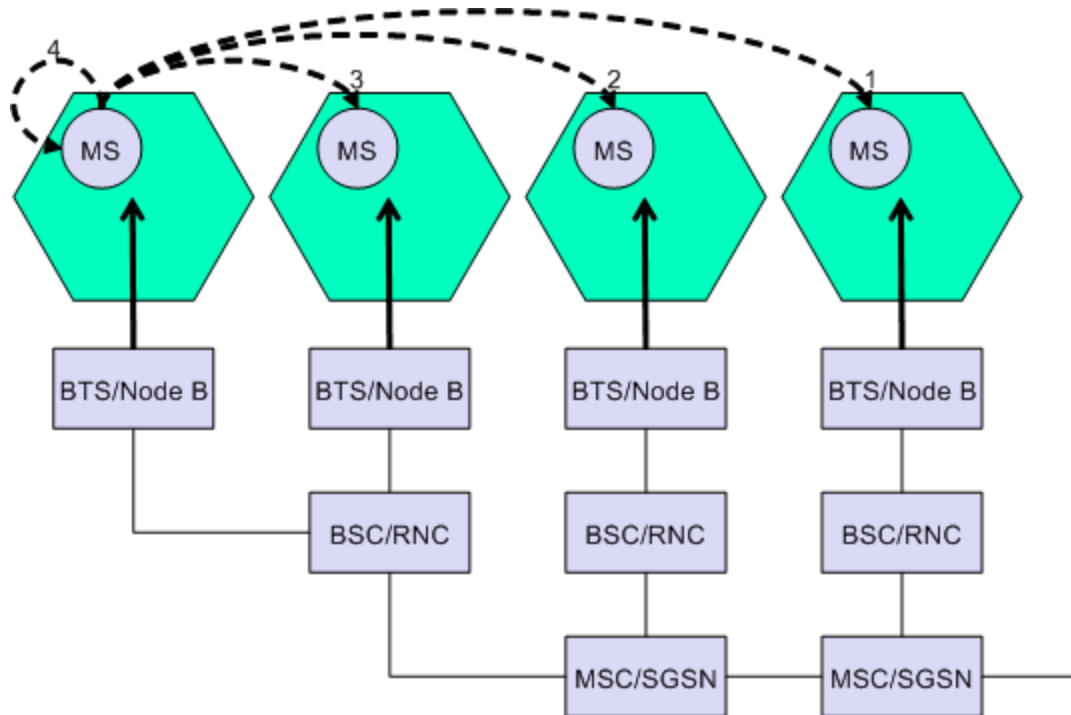 4
3
2
1
MS
MS
MS
MS
BTS/Node B
BTS/Node B
BTS/Node B
BTS/Node B
BSC/RNC
BSC/RNC
BSC/RNC
MSC/SGSN
MSC/SGSN